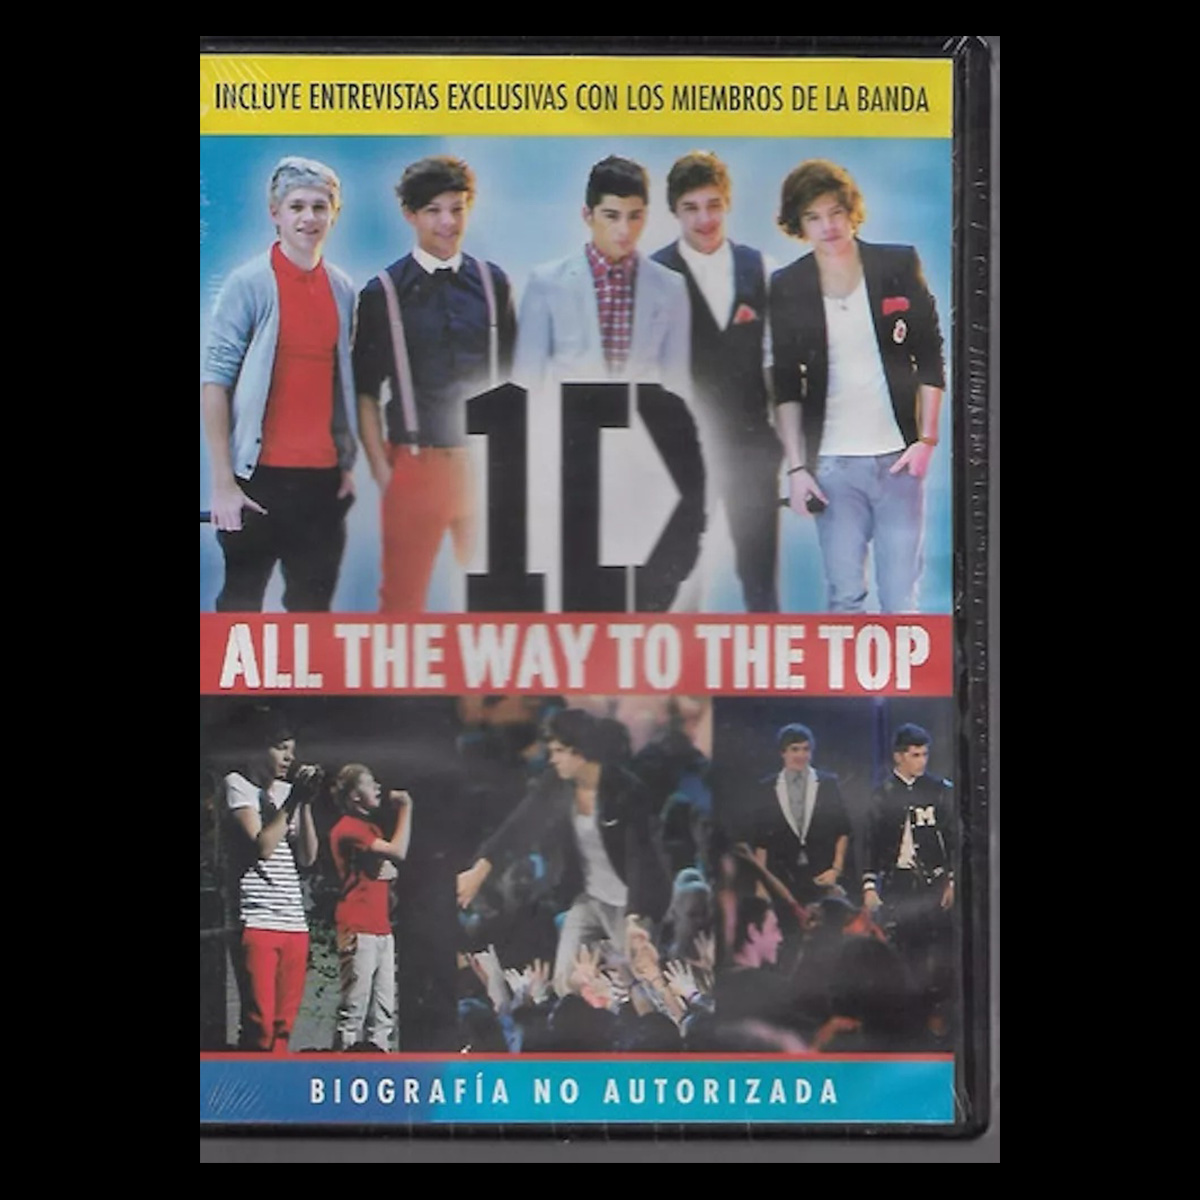 INCLUYE ENTREVISTAS EXCLUSIVAS CON LOS MIEMBROS DE LA BANDA
1D
ALL THE WAY TO THE TOP
M
BIOGRAFÍA NO AUTORIZADA